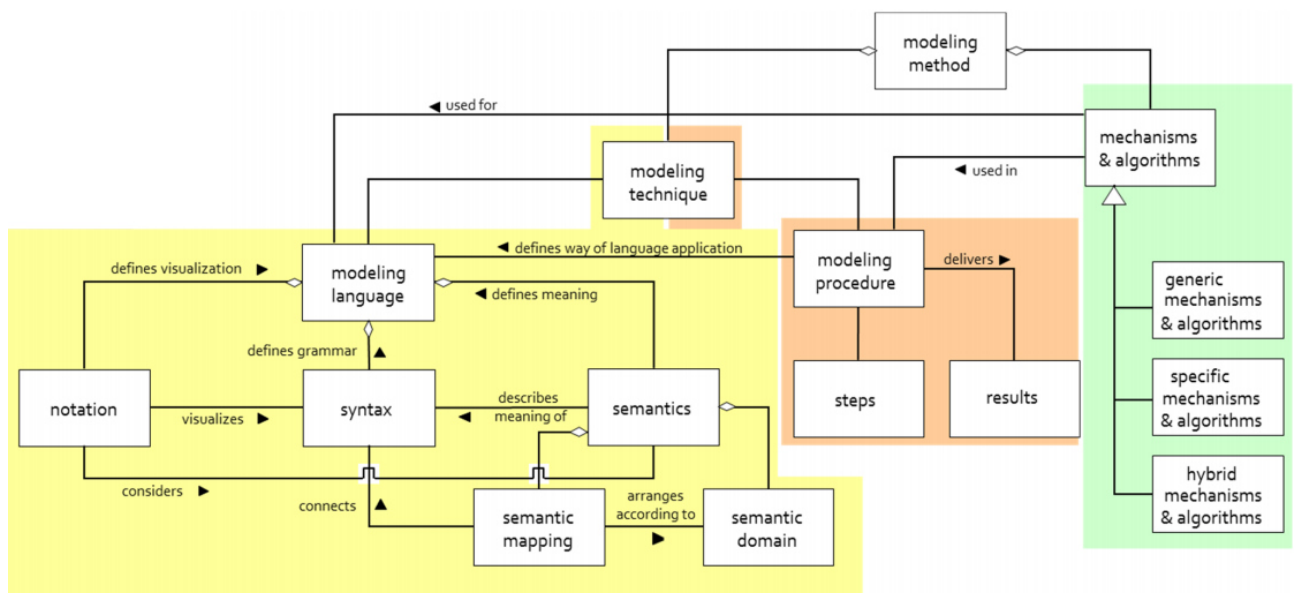 modeling
method
◄ used for
mechanisms
& algorithms
modeling
technique
◄ used in
◄ defines way of language application
defines visualization ►
modeling
language
◄ defines meaning
modeling
procedure
delivers ►
generic
mechanisms
& algorithms
defines grammar ▲
notation
visualizes ►
syntax
describes
meaning of ◄
semantics
steps
results
specific
mechanisms
& algorithms
considers ►
connects ▲
semantic
mapping
arranges
according to
►
semantic
domain
hybrid
mechanisms
& algorithms